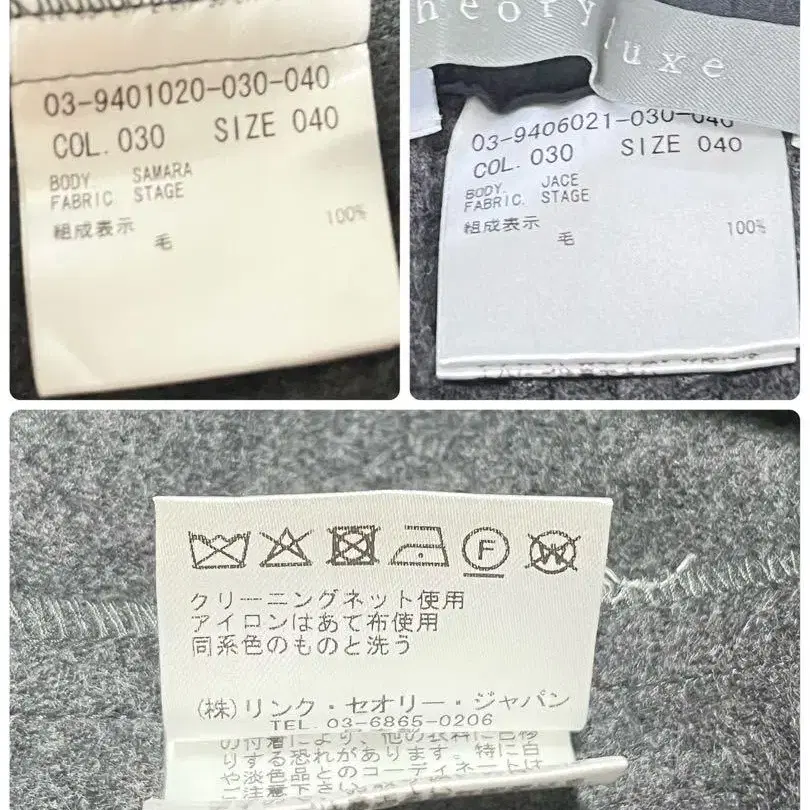 03-9401020-030-040
COL. 030 SIZE 040
BODY. SAMARA
FABRIC STAGE
組成表示
毛 100%
theory luxe
03-9406021-030-040
COL. 030 SIZE 040
BODY. JACE
FABRIC. STAGE
組成表示
毛 100%
F
W
クリーニングネット使用
アイロンはあて布使用
同系色のものと洗う
(株)リンク・セオリー・ジャパン
TEL. 03-6865-0206
の付着により、他の衣料に色移
りする恐れがあります。特に白
や淡色品とのコーディネートは
ご注意下さい。